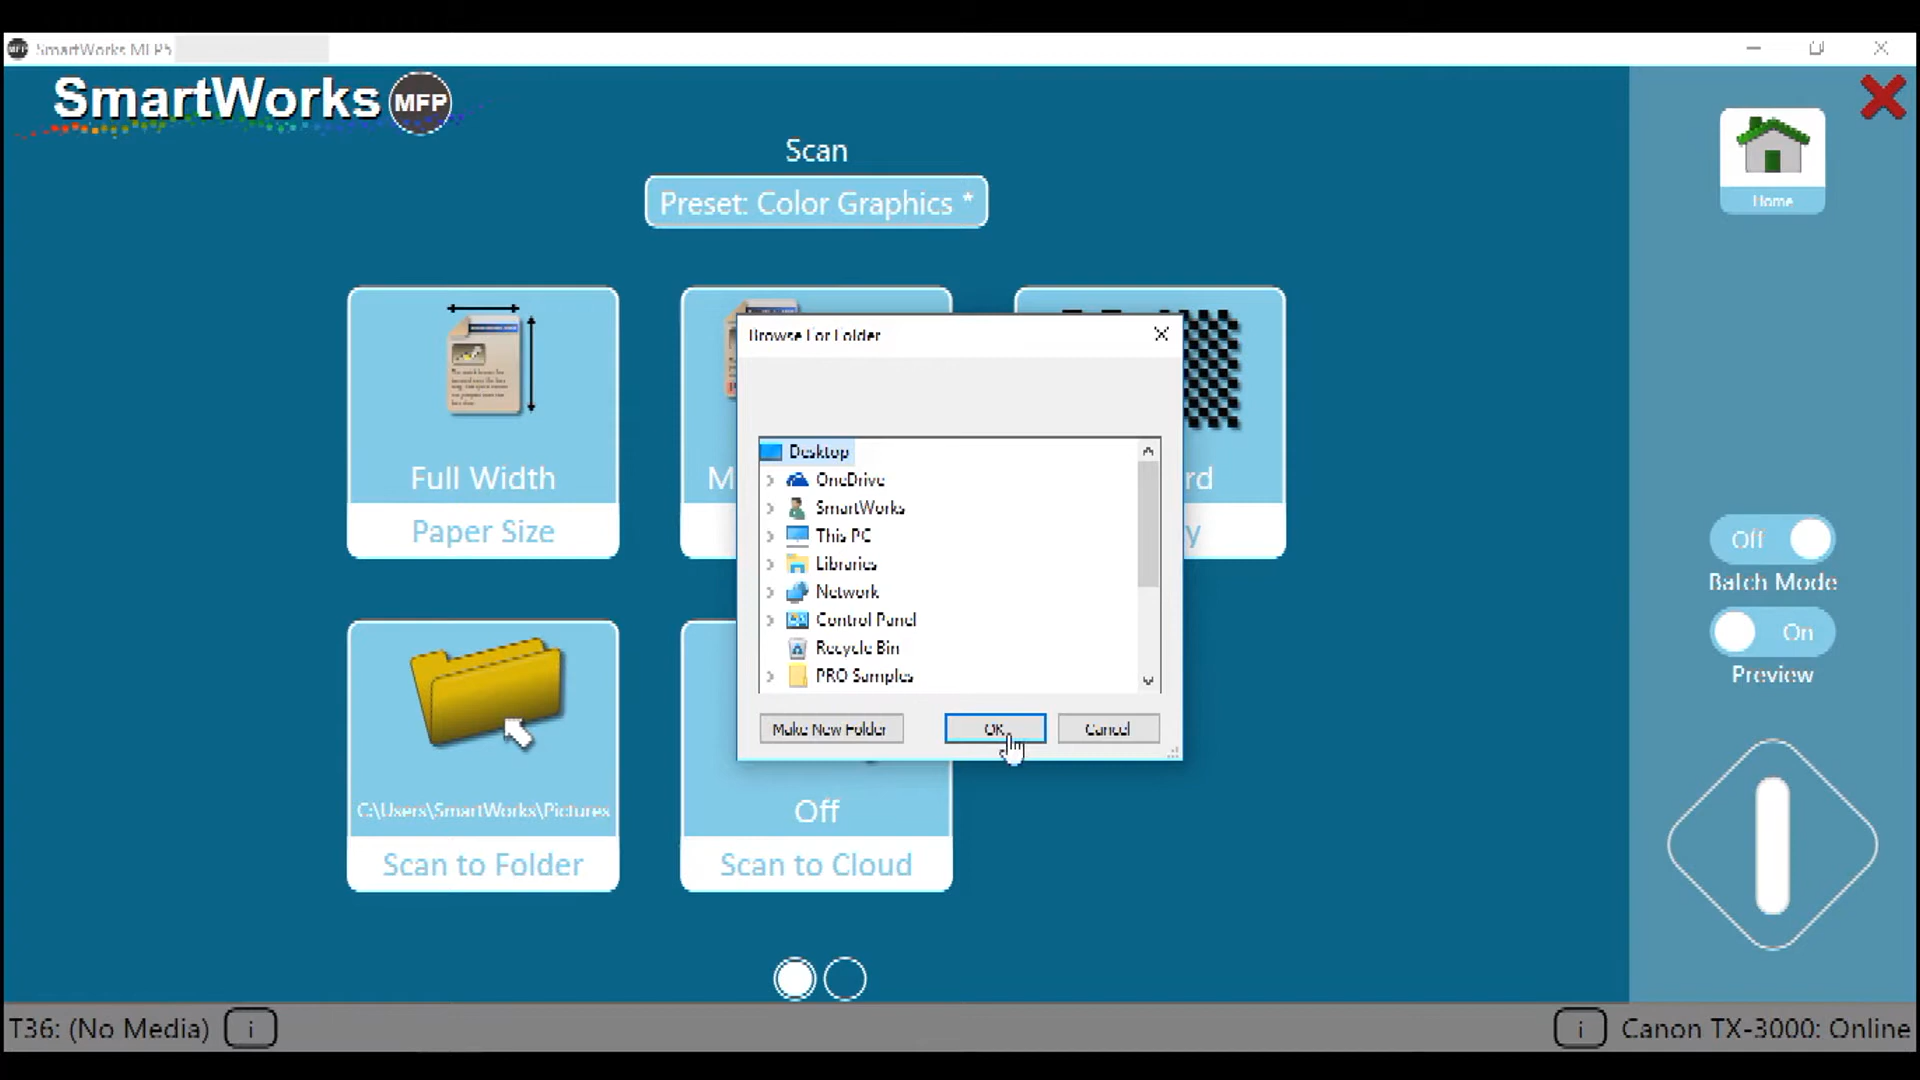 SmartWorks MFP5
SmartWorks MFP
Scan
Preset: Color Graphics *
Home
Full Width
Paper Size
M
rd
y
Browse For Folder
Desktop
OneDrive
SmartWorks
This PC
Libraries
Network
Control Panel
Recycle Bin
PRO Samples
Make New Folder
OK
Cancel
Off
Batch Mode
On
Preview
C:\Users\SmartWorks\Pictures
Scan to Folder
Off
Scan to Cloud
T36: (No Media)
i
i
Canon TX-3000: Online